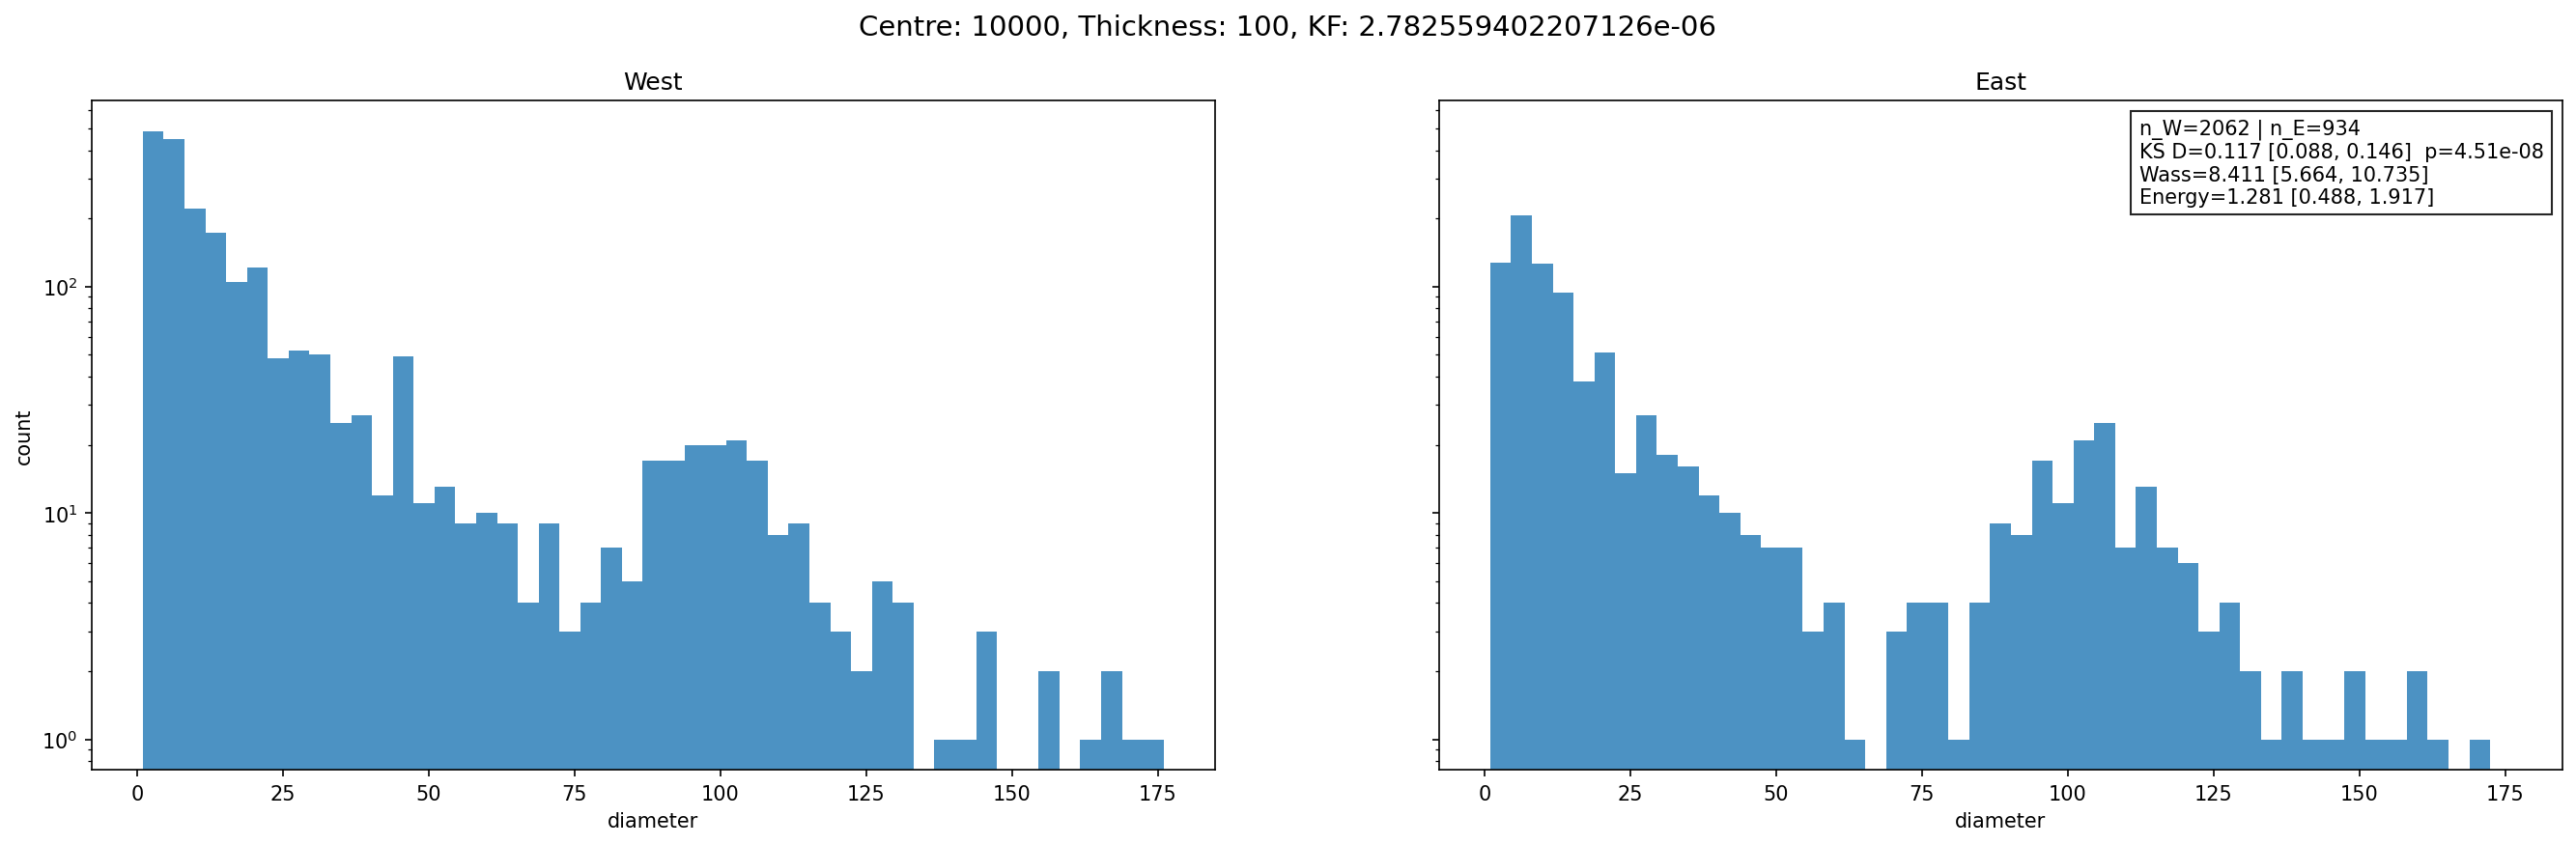 Centre: 10000, Thickness: 100, KF: 2.782559402207126e-06
West
count
10²
10¹
10⁰
0 25 50 75 100 125 150 175
diameter
East
n_W=2062 | n_E=934
KS D=0.117 [0.088, 0.146]  p=4.51e-08
Wass=8.411 [5.664, 10.735]
Energy=1.281 [0.488, 1.917]
0 25 50 75 100 125 150 175
diameter